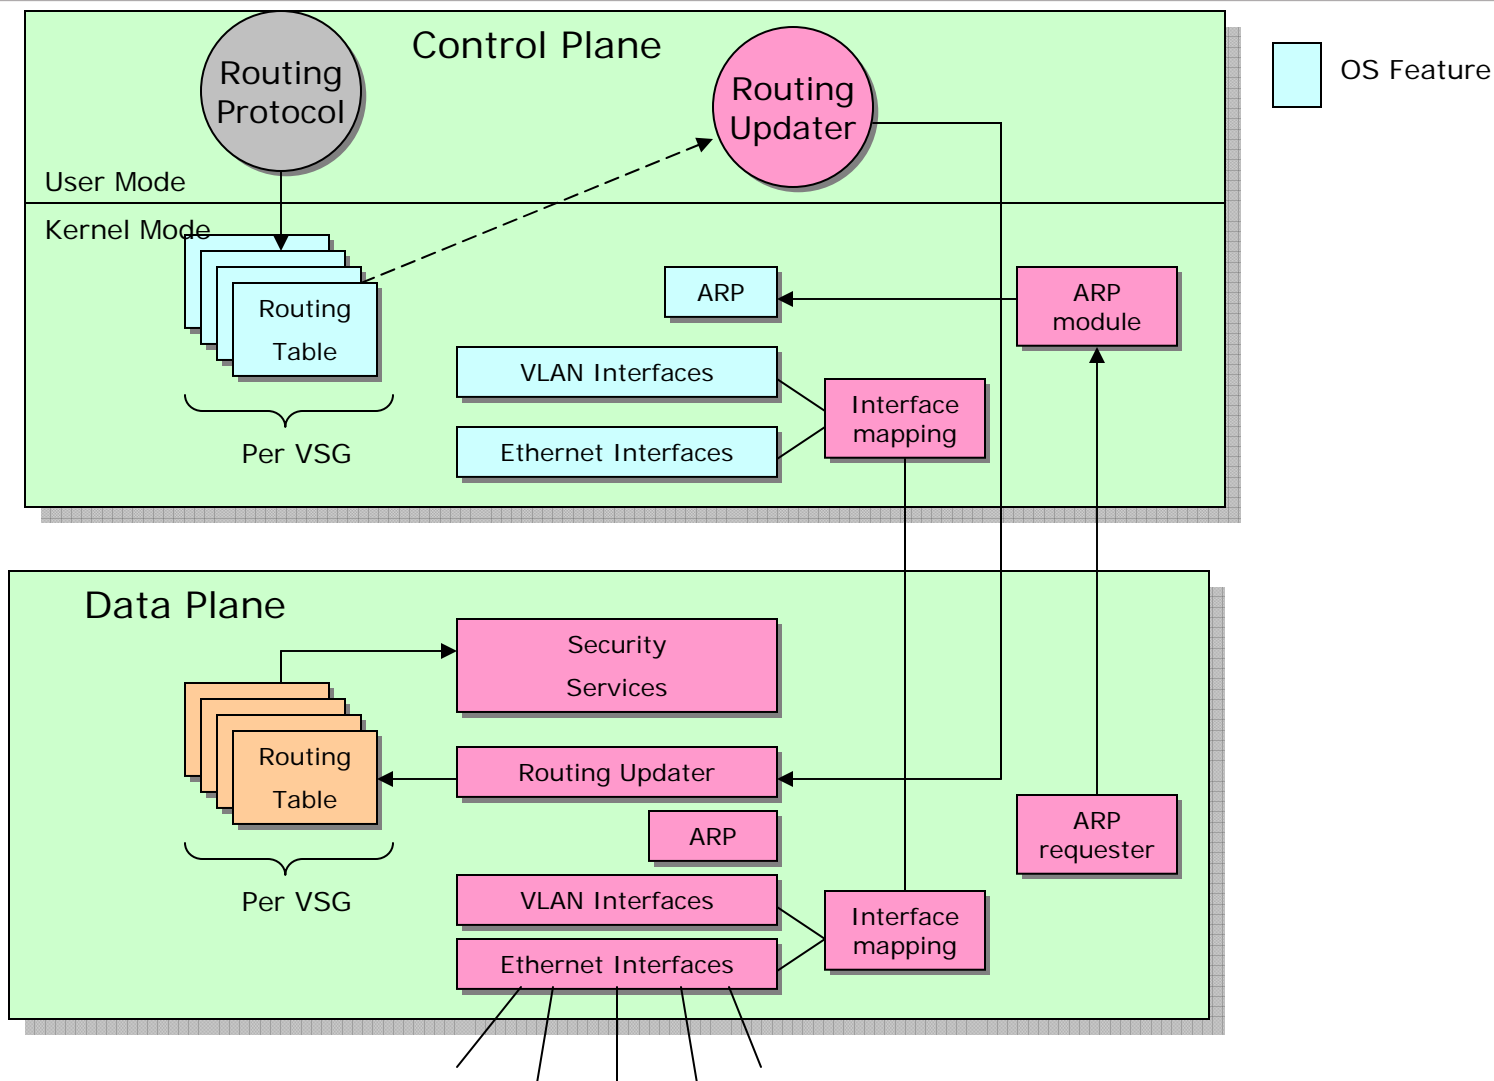 Control Plane
OS Feature
Routing
Protocol
Routing
Updater
User Mode
Kernel Mode
Routing
Table
Per VSG
ARP
ARP
module
VLAN Interfaces
Ethernet Interfaces
Interface
mapping
Data Plane
Security
Services
Routing
Table
Per VSG
Routing Updater
ARP
ARP
requester
VLAN Interfaces
Ethernet Interfaces
Interface
mapping